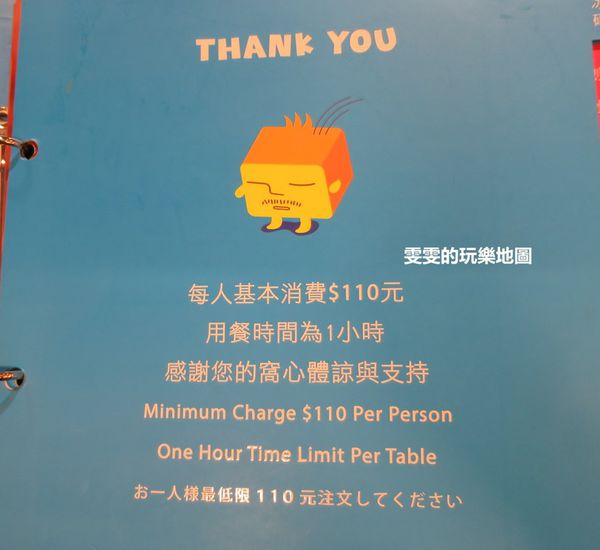 THANK YOU
雯雯的玩樂地圖
每人基本消費$110元
用餐時間為1小時
感謝您的窩心體諒與支持
Minimum Charge $110 Per Person
One Hour Time Limit Per Table
お一人様最低限 110 元注文してください